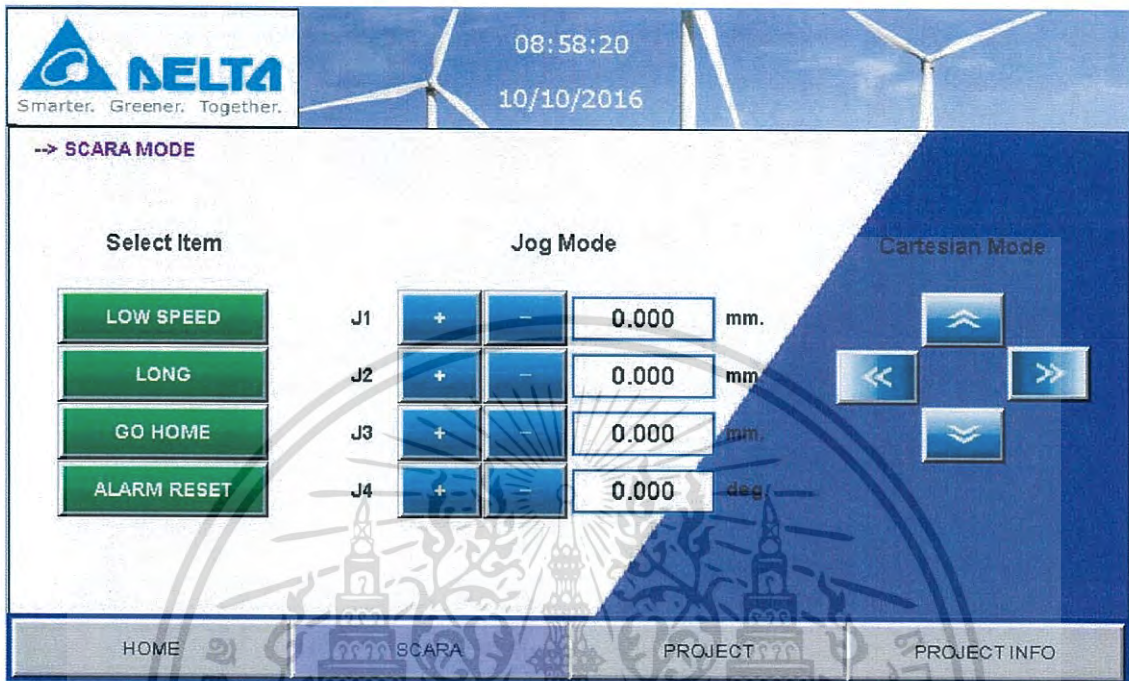 08:58:20
DELTA
Smarter. Greener. Together.
10/10/2016
--> SCARA MODE
Select Item
Jog Mode
Cartesian Mode
LOW SPEED
J1 + - 0.000 mm.
LONG
J2 + - 0.000 mm.
GO HOME
J3 + - 0.000 mm.
ALARM RESET
J4 + - 0.000 deg.
HOME
SCARA
PROJECT
PROJECT INFO